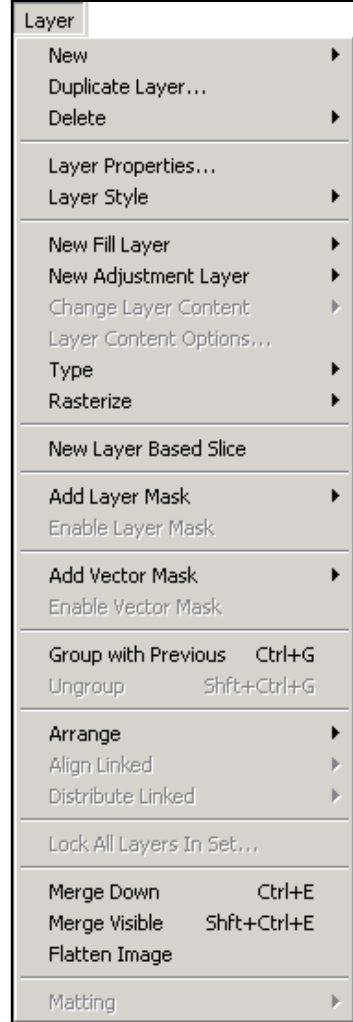 Layer
New
Duplicate Layer...
Delete
Layer Properties...
Layer Style
New Fill Layer
New Adjustment Layer
Change Layer Content
Layer Content Options...
Type
Rasterize
New Layer Based Slice
Add Layer Mask
Enable Layer Mask
Add Vector Mask
Enable Vector Mask
Group with Previous Ctrl+G
Ungroup Shft+Ctrl+G
Arrange
Align Linked
Distribute Linked
Lock All Layers In Set...
Merge Down Ctrl+E
Merge Visible Shft+Ctrl+E
Flatten Image
Matting